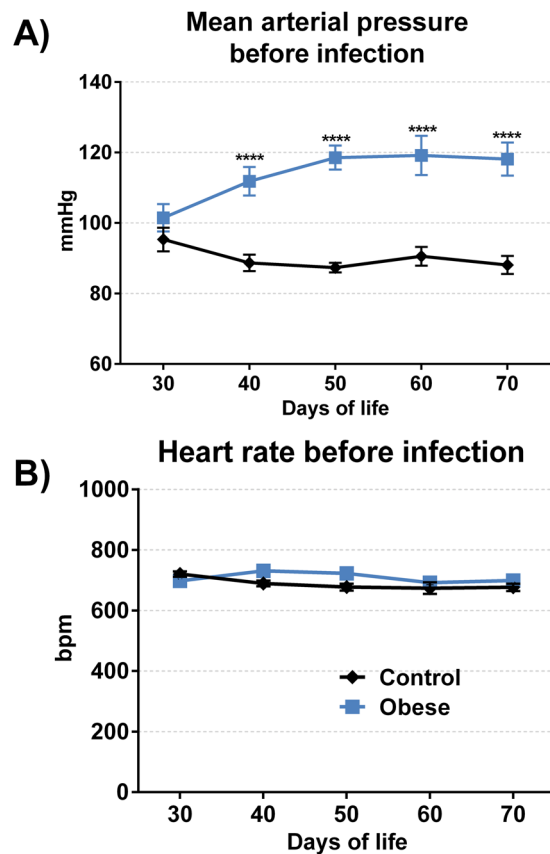 A)
Mean arterial pressure
before infection
mmHg
140
120
100
80
60
****
****
****
****
30 40 50 60 70
Days of life
B)
Heart rate before infection
bpm
1000
800
600
400
200
0
Control
Obese
30 40 50 60 70
Days of life